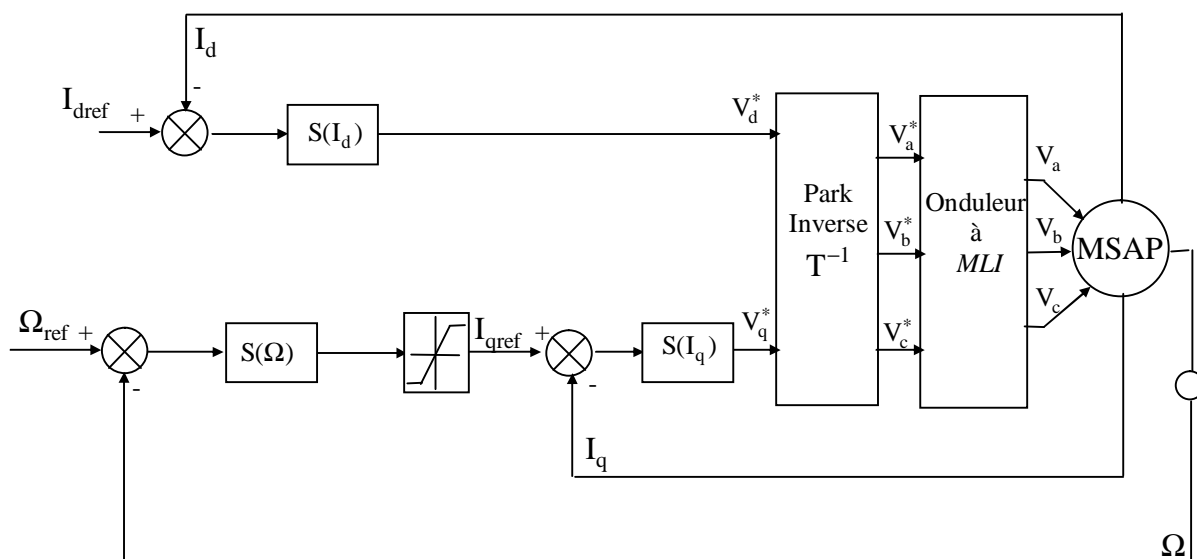 I_d
-
I_dref +
S(I_d)
V_d^*
V_a^*
V_a
Park
Inverse
T^-1
Onduleur
à
MLI
V_b^*
V_b
MSAP
V_c
Ω_ref +
-
S(Ω)
I_qref +
-
S(I_q)
V_q^*
V_c^*
I_q
Ω